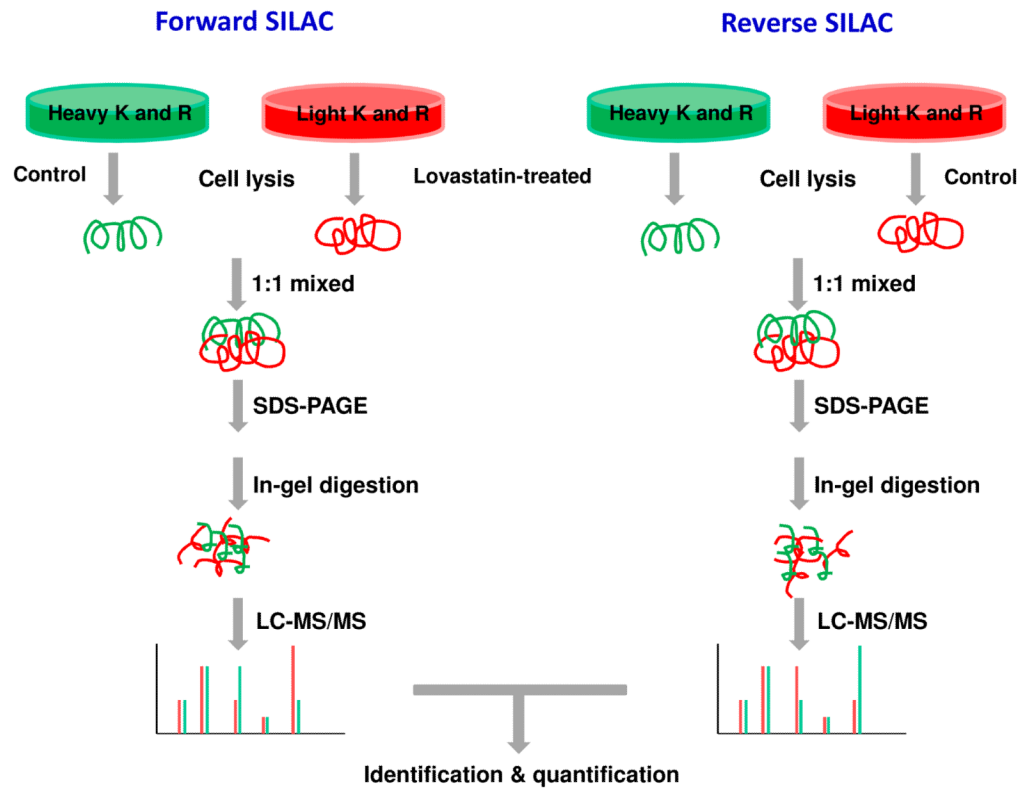 Forward SILAC
Heavy K and R
Light K and R
Control
Cell lysis
Lovastatin-treated
1:1 mixed
SDS-PAGE
In-gel digestion
LC-MS/MS
Reverse SILAC
Heavy K and R
Light K and R
Cell lysis
Control
1:1 mixed
SDS-PAGE
In-gel digestion
LC-MS/MS
Identification & quantification